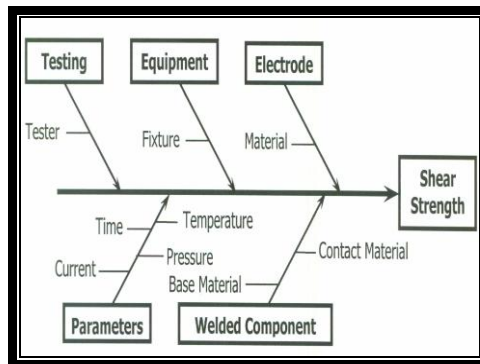 Testing
Equipment
Electrode
Tester
Fixture
Material
Shear
Strength
Time
Temperature
Current
Pressure
Contact Material
Base Material
Parameters
Welded Component